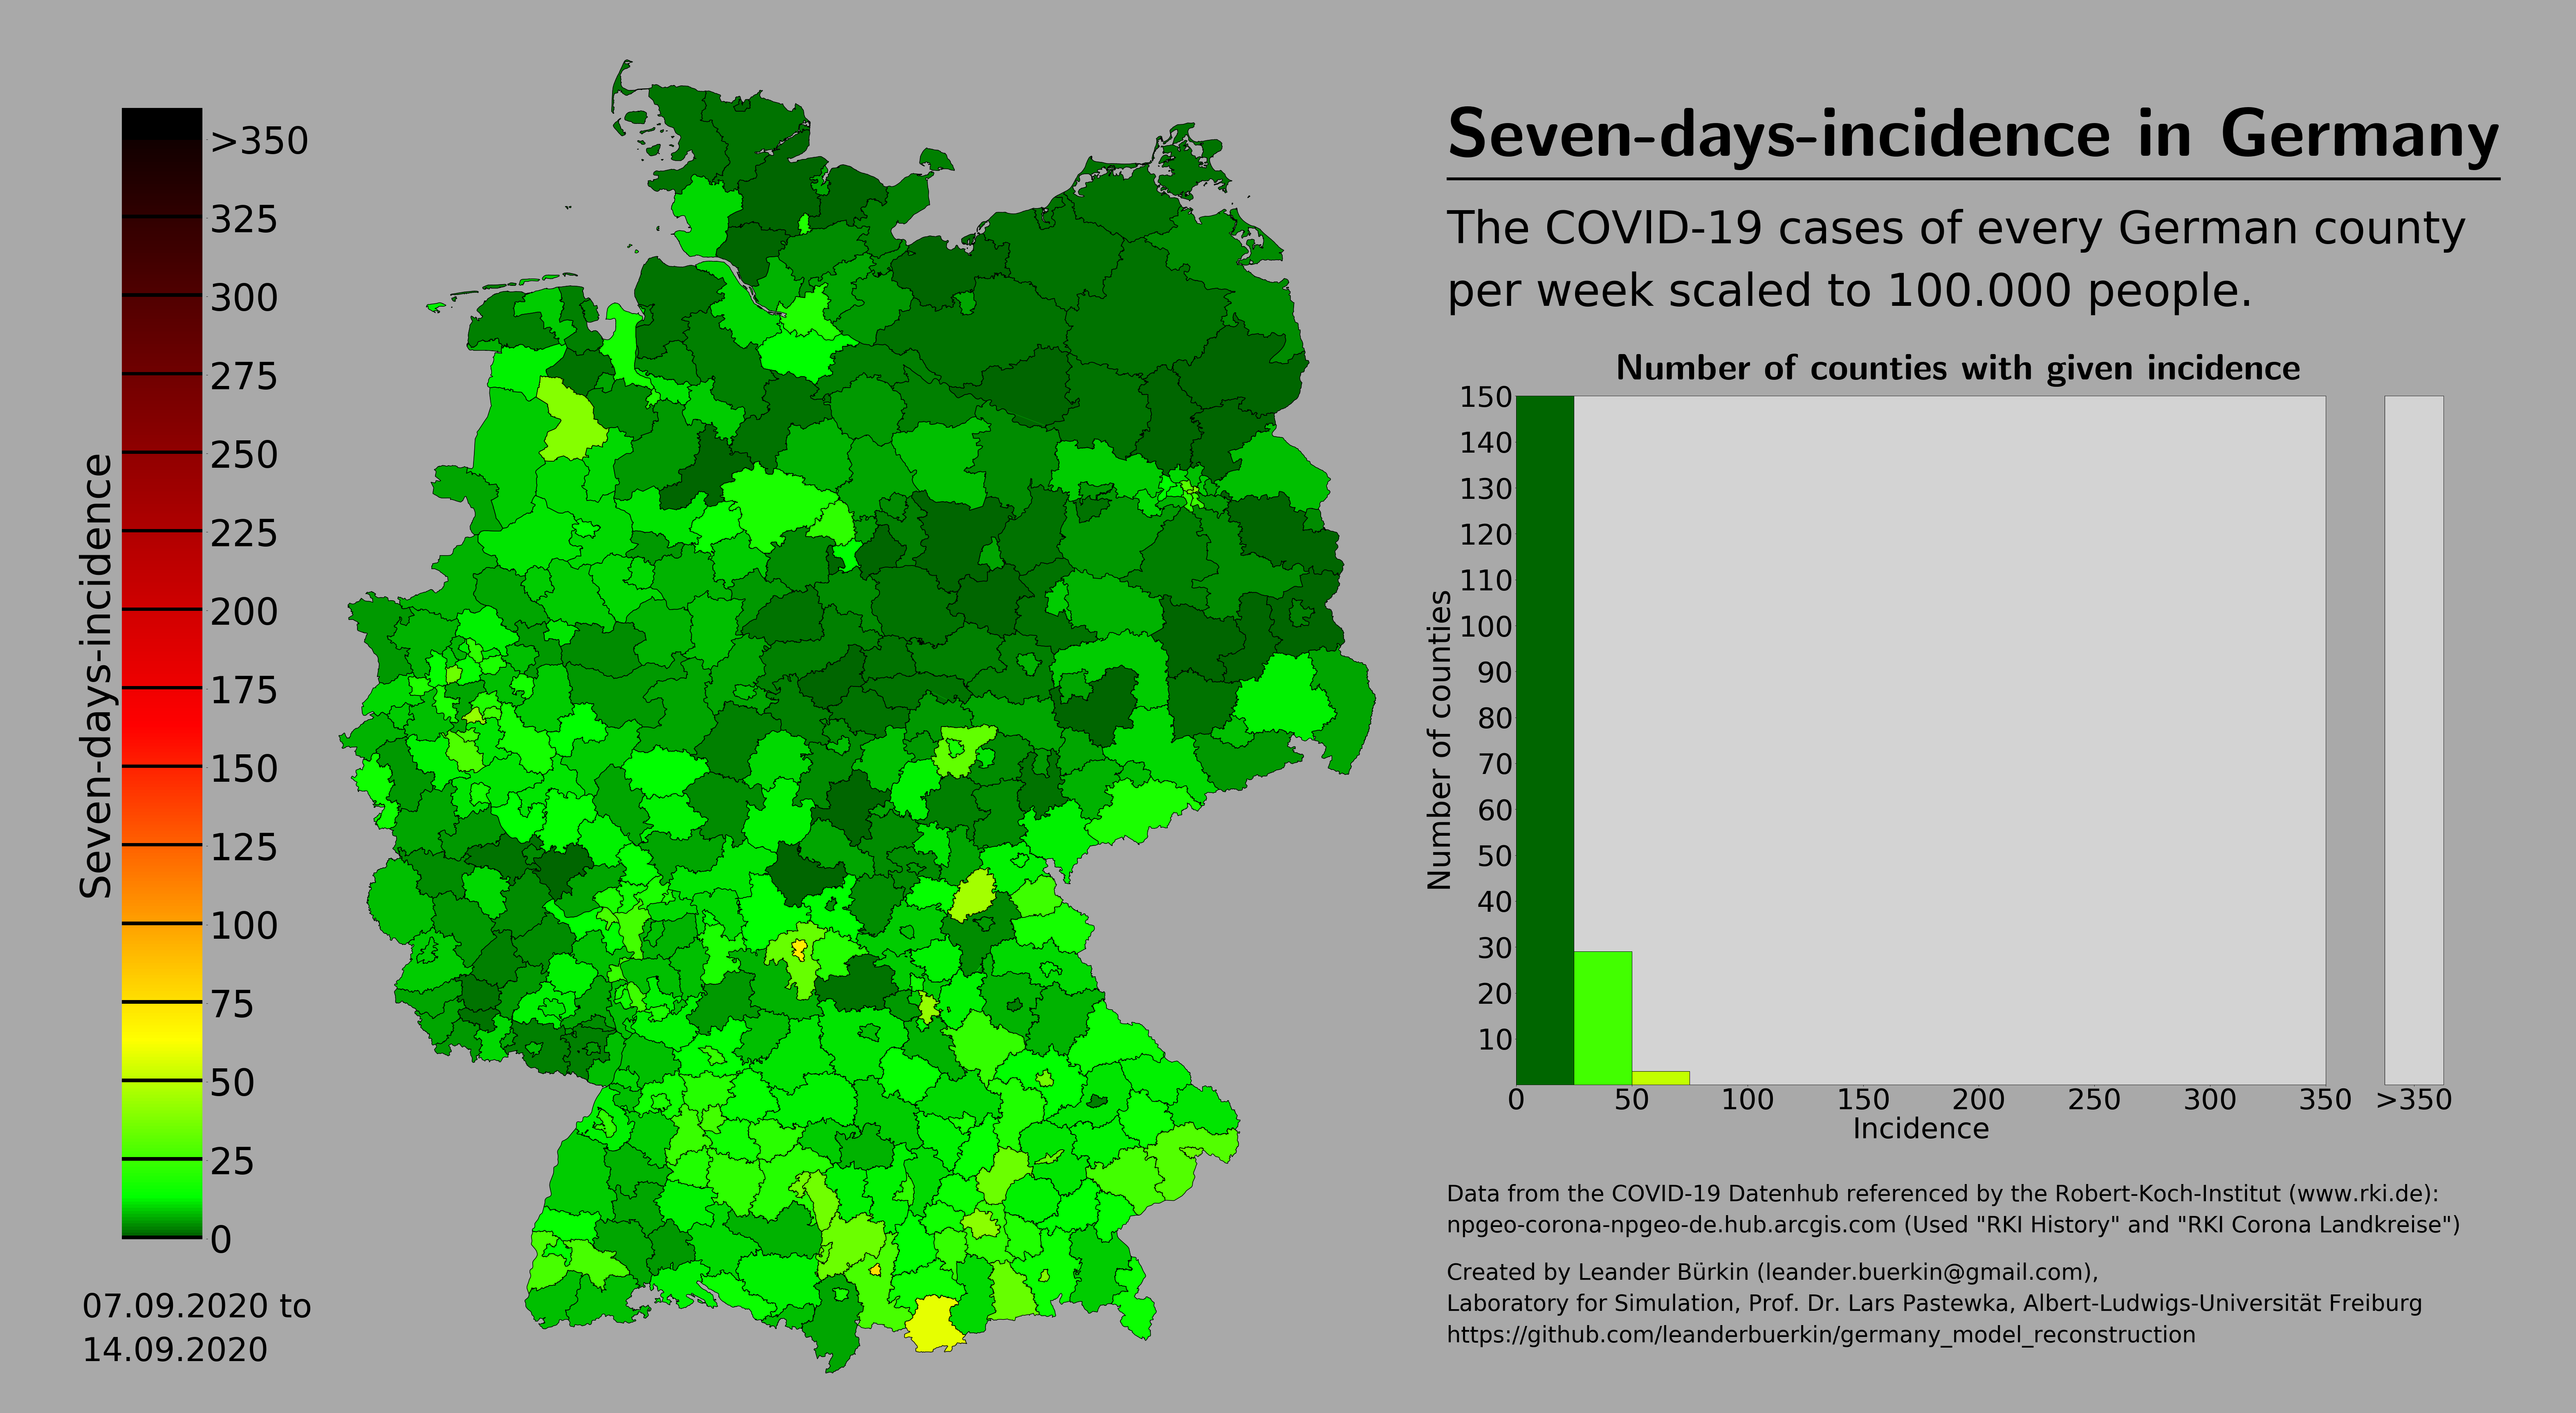 Seven-days-incidence in Germany
The COVID-19 cases of every German county
per week scaled to 100.000 people.
Seven-days-incidence
>350
325
300
275
250
225
200
175
150
125
100
75
50
25
0
07.09.2020 to
14.09.2020
Number of counties with given incidence
Number of counties
150
140
130
120
110
100
90
80
70
60
50
40
30
20
10
0 50 100 150 200 250 300 350 >350
Incidence
Data from the COVID-19 Datenhub referenced by the Robert-Koch-Institut (www.rki.de):
npgeo-corona-npgeo-de.hub.arcgis.com (Used "RKI History" and "RKI Corona Landkreise")
Created by Leander Bürkin (leander.buerkin@gmail.com),
Laboratory for Simulation, Prof. Dr. Lars Pastewka, Albert-Ludwigs-Universität Freiburg
https://github.com/leanderbuerkin/germany_model_reconstruction